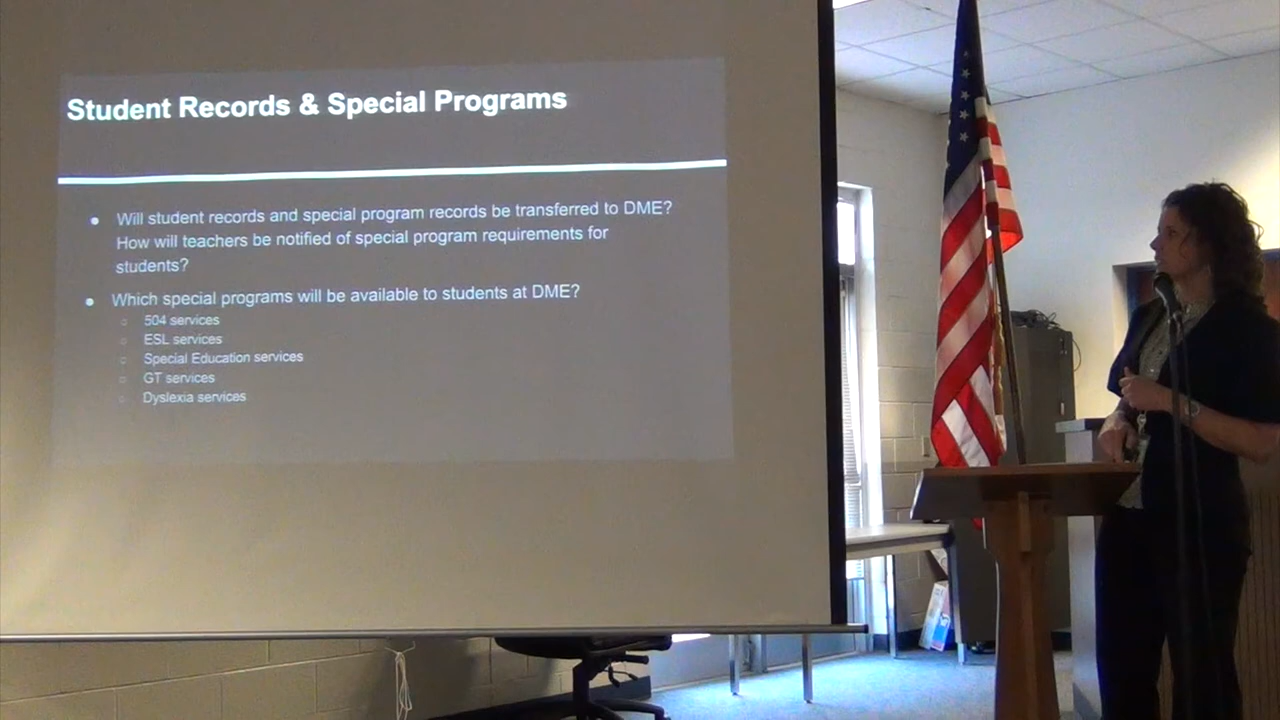 Student Records & Special Programs
● Will student records and special program records be transferred to DME?
How will teachers be notified of special program requirements for
students?
● Which special programs will be available to students at DME?
○ 504 services
○ ESL services
○ Special Education services
○ GT services
○ Dyslexia services